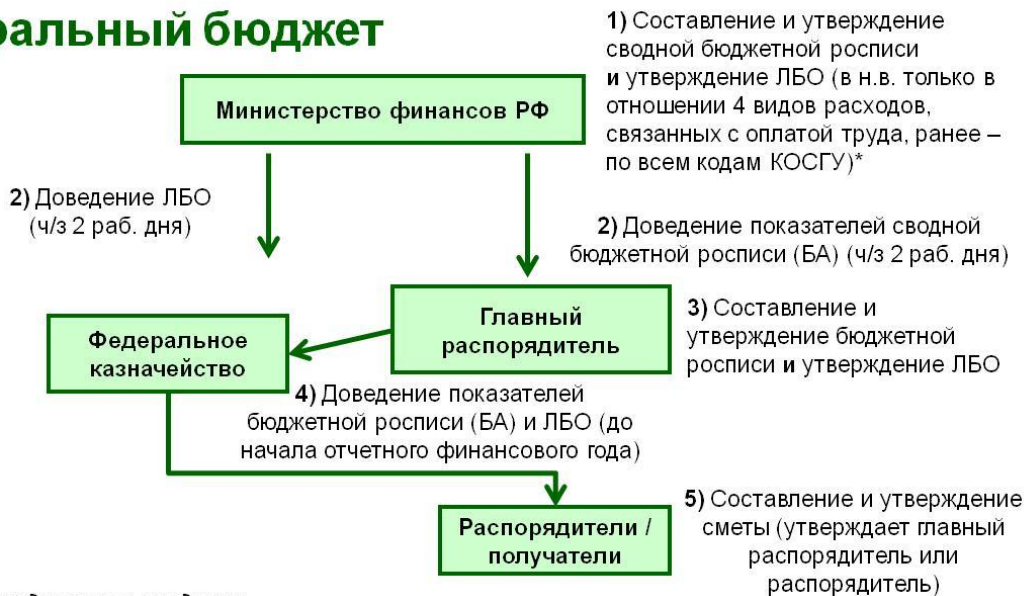 ральный бюджет
1) Составление и утверждение
сводной бюджетной росписи
и утверждение ЛБО (в н.в. только в
отношении 4 видов расходов,
связанных с оплатой труда, ранее –
по всем кодам КОСГУ)*
Министерство финансов РФ
2) Доведение ЛБО
(ч/з 2 раб. дня)
2) Доведение показателей сводной
бюджетной росписи (БА) (ч/з 2 раб. дня)
Главный
распорядитель
3) Составление и
утверждение бюджетной
росписи и утверждение ЛБО
Федеральное
казначейство
4) Доведение показателей
бюджетной росписи (БА) и ЛБО (до
начала отчетного финансового года)
Распорядители /
получатели
5) Составление и утверждение
сметы (утверждает главный
распорядитель или
распорядитель)